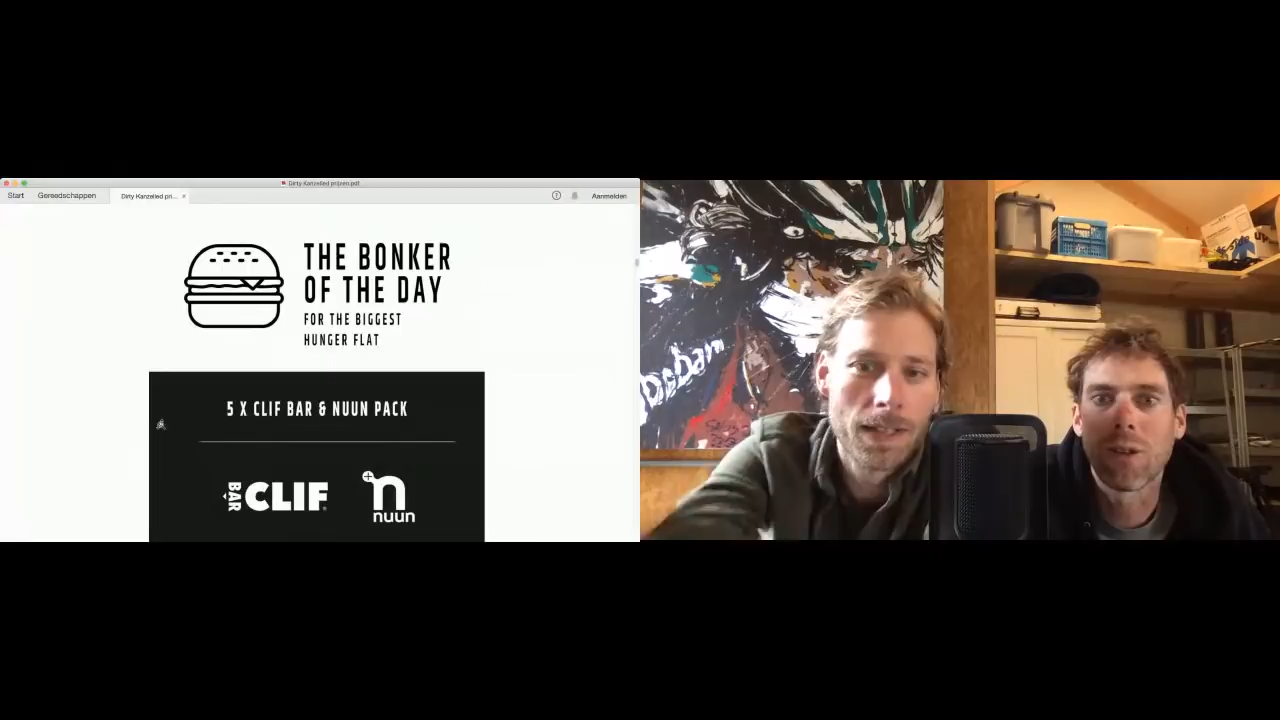 Dirty Kanzelled prijzen.pdf
Start
Gereedschappen
Dirty Kanzelled pri... ×
?
Aanmelden
THE BONKER
OF THE DAY
FOR THE BIGGEST
HUNGER FLAT
5 X CLIF BAR & NUUN PACK
BAR CLIF
nuun